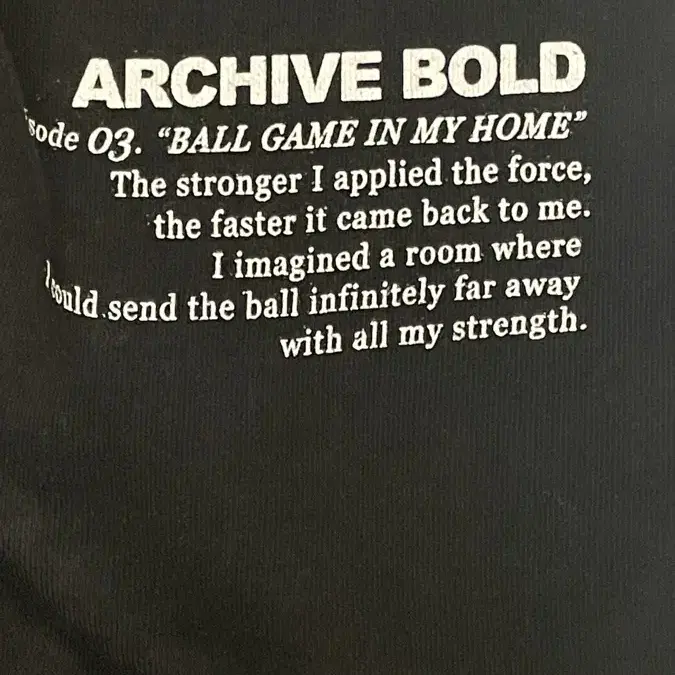 ARCHIVE BOLD
sode 03. “BALL GAME IN MY HOME”
The stronger I applied the force,
the faster it came back to me.
I imagined a room where
I could send the ball infinitely far away
with all my strength.